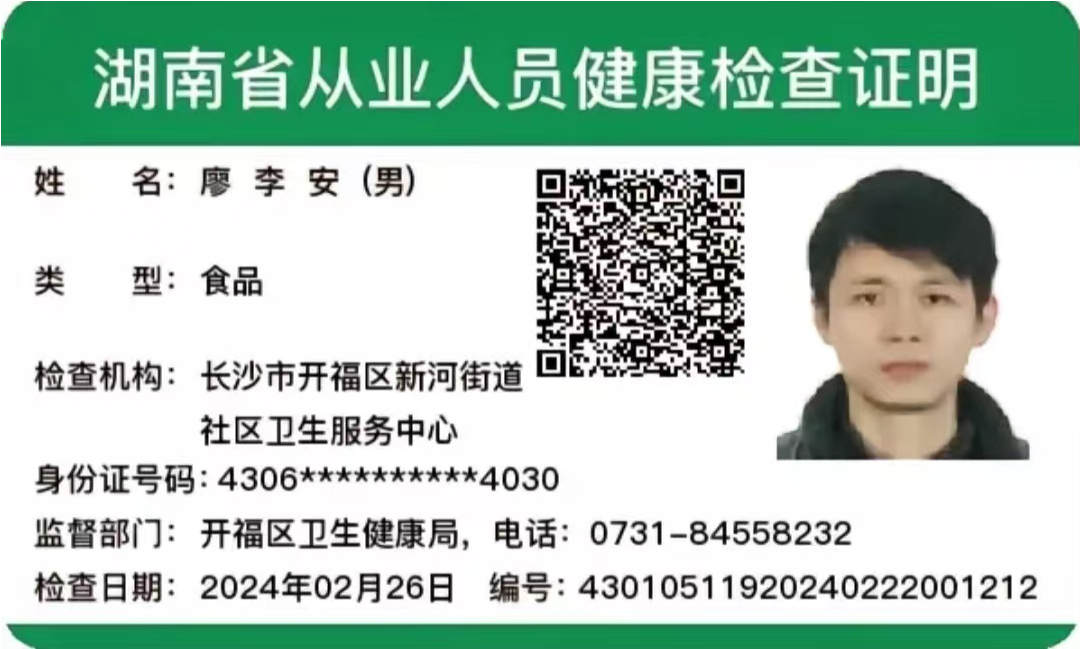 湖南省从业人员健康检查证明
姓 名：廖 李 安（男）
类 型：食品
检查机构：长沙市开福区新河街道
社区卫生服务中心
身份证号码：4306**********4030
监督部门：开福区卫生健康局，电话：0731-84558232
检查日期：2024年02月26日 编号：430105119202402220012​12